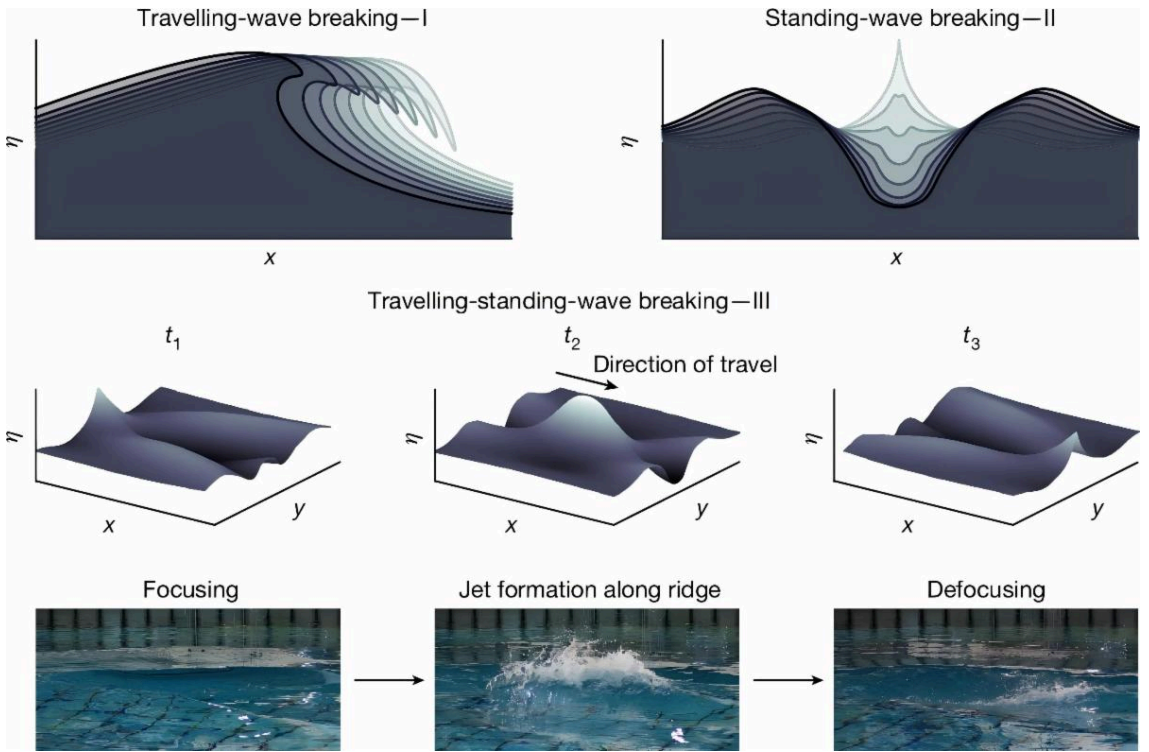 Travelling-wave breaking—I
Standing-wave breaking—II
η
x
η
x
Travelling-standing-wave breaking—III
t1
t2
t3
Direction of travel
η
x
y
η
x
y
η
x
y
Focusing
Jet formation along ridge
Defocusing